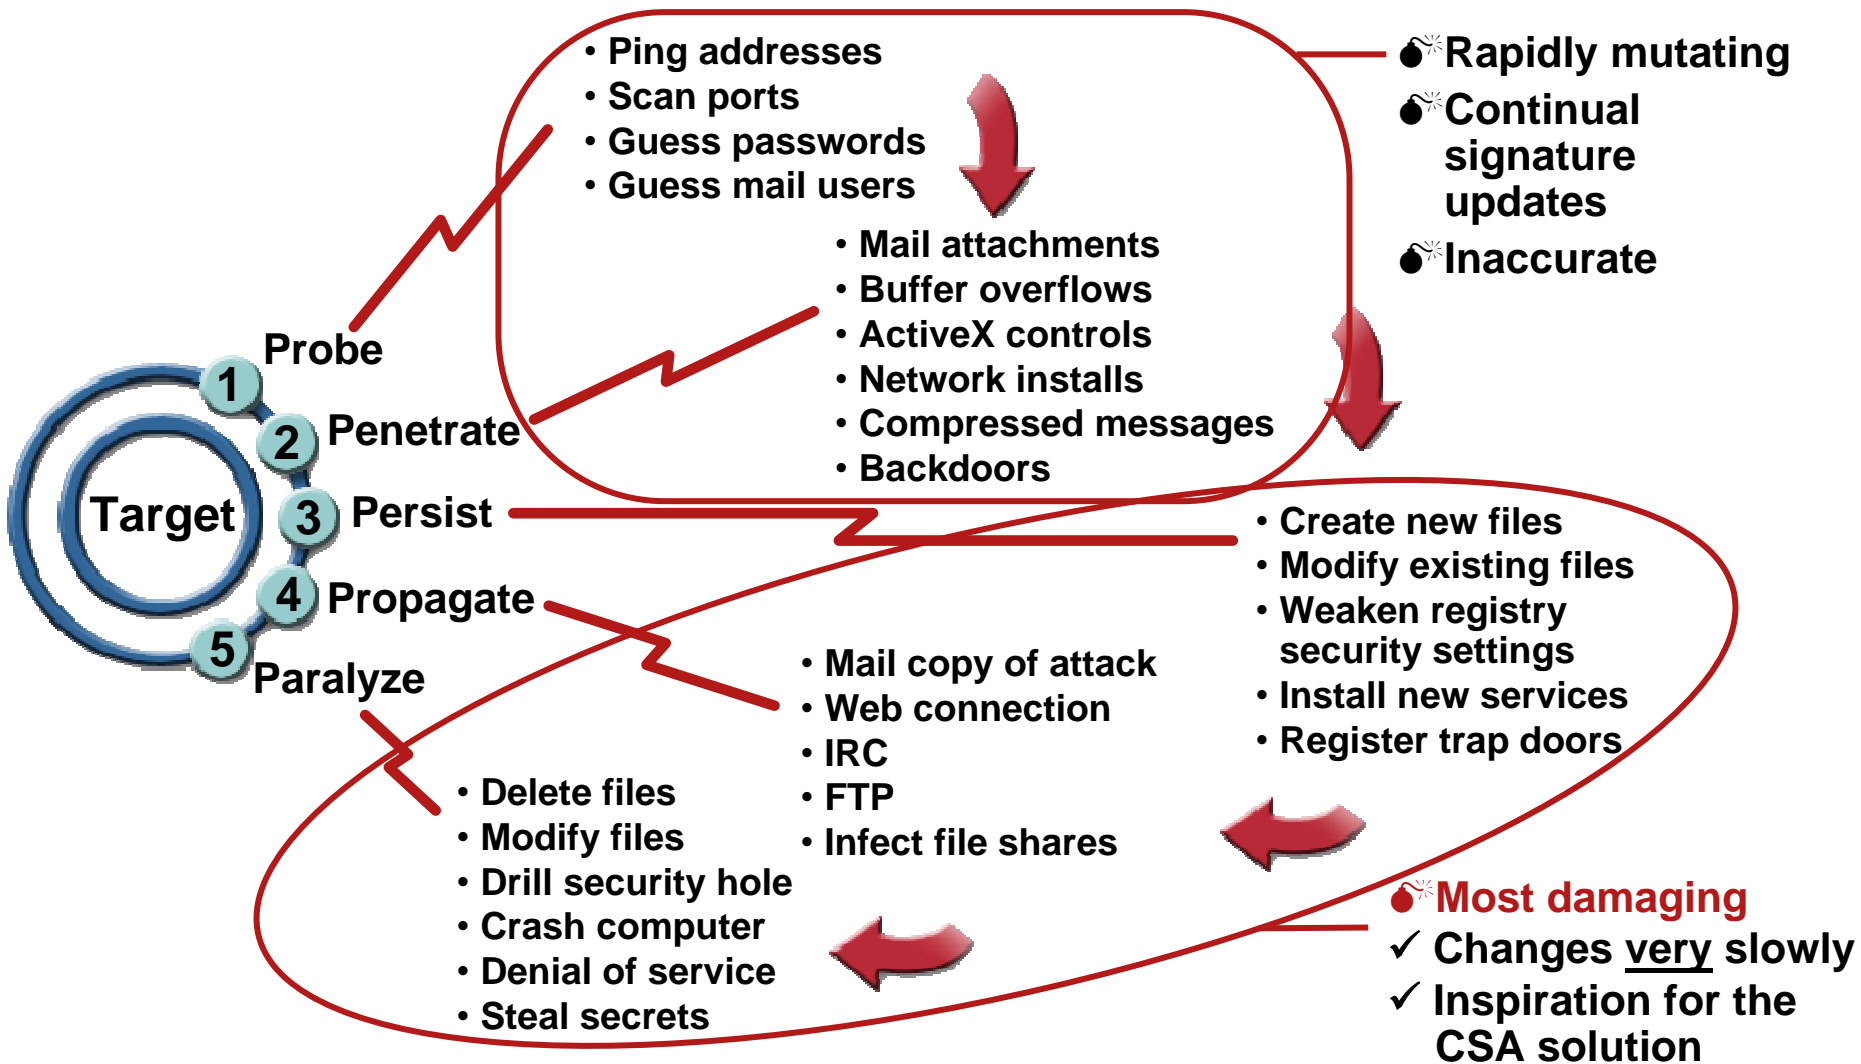 • Ping addresses
• Scan ports
• Guess passwords
• Guess mail users
• Mail attachments
• Buffer overflows
• ActiveX controls
• Network installs
• Compressed messages
• Backdoors
Rapidly mutating
Continual
signature
updates
Inaccurate
Target
1 Probe
2 Penetrate
3 Persist
4 Propagate
5 Paralyze
• Create new files
• Modify existing files
• Weaken registry
security settings
• Install new services
• Register trap doors
• Mail copy of attack
• Web connection
• IRC
• FTP
• Infect file shares
• Delete files
• Modify files
• Drill security hole
• Crash computer
• Denial of service
• Steal secrets
Most damaging
✓ Changes very slowly
✓ Inspiration for the
CSA solution